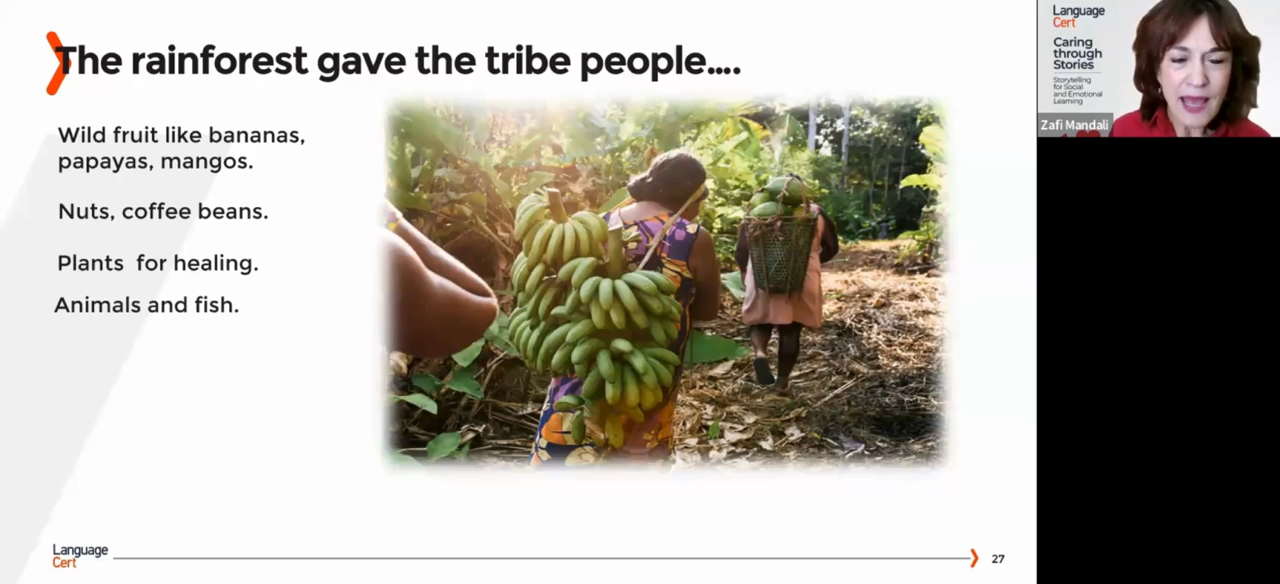 The rainforest gave the tribe people....
Wild fruit like bananas,
papayas, mangos.
Nuts, coffee beans.
Plants for healing.
Animals and fish.
Language
Cert
27
Language
Cert
Caring
through
Stories
Storytelling
for Social
and Emotional
Learning
Zafi Mandali